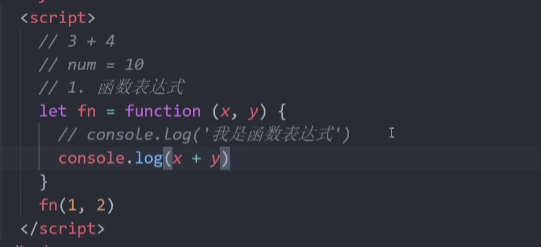 <script>
// 3 + 4
// num = 10
// 1. 函数表达式
let fn = function (x, y) {
// console.log('我是函数表达式')
console.log(x + y)
}
fn(1, 2)
</script>